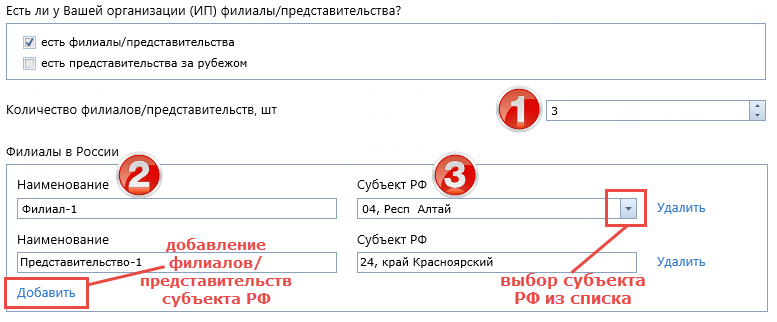 Есть ли у Вашей организации (ИП) филиалы/представительства?
есть филиалы/представительства
есть представительства за рубежом
Количество филиалов/представительств, шт
1
3
Филиалы в России
2
3
Наименование
Субъект РФ
Филиал-1
04, Респ Алтай
Удалить
Наименование
Субъект РФ
Представительство-1
24, край Красноярский
Удалить
Добавить
добавление
филиалов/
представительств
субъекта РФ
выбор субъекта
РФ из списка